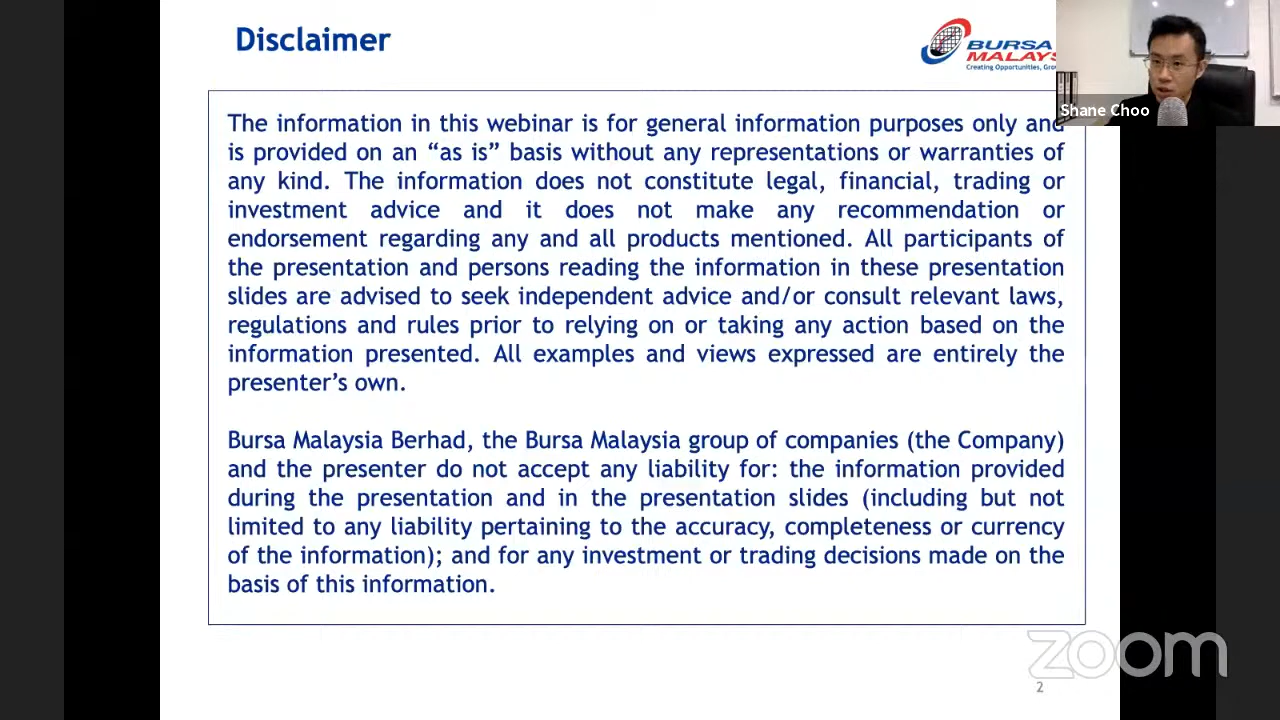 Disclaimer
BURSA
MALAYS
Creating Opportunities, Gro
Shane Choo
The information in this webinar is for general information purposes only and
is provided on an “as is” basis without any representations or warranties of
any kind. The information does not constitute legal, financial, trading or
investment advice and it does not make any recommendation or
endorsement regarding any and all products mentioned. All participants of
the presentation and persons reading the information in these presentation
slides are advised to seek independent advice and/or consult relevant laws,
regulations and rules prior to relying on or taking any action based on the
information presented. All examples and views expressed are entirely the
presenter’s own.
Bursa Malaysia Berhad, the Bursa Malaysia group of companies (the Company)
and the presenter do not accept any liability for: the information provided
during the presentation and in the presentation slides (including but not
limited to any liability pertaining to the accuracy, completeness or currency
of the information); and for any investment or trading decisions made on the
basis of this information.
zoom
2